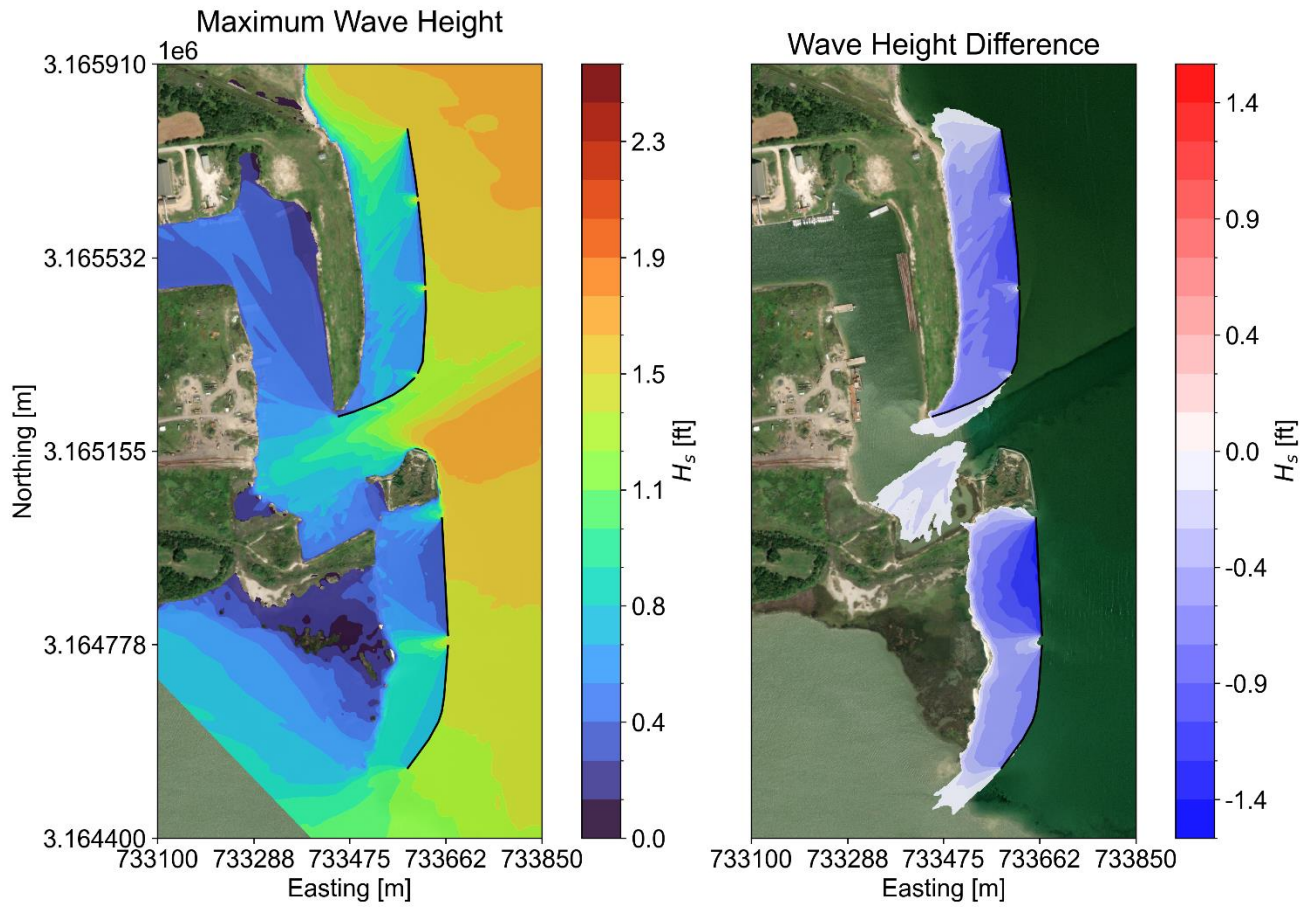 Maximum Wave Height
1e6
3.165910
3.165532
3.165155
3.164778
3.164400
Northing [m]
733100 733288 733475 733662 733850
Easting [m]
2.3
1.9
1.5
1.1
0.8
0.4
0.0
Hs [ft]
Wave Height Difference
733100 733288 733475 733662 733850
Easting [m]
1.4
0.9
0.4
0.0
-0.4
-0.9
-1.4
Hs [ft]